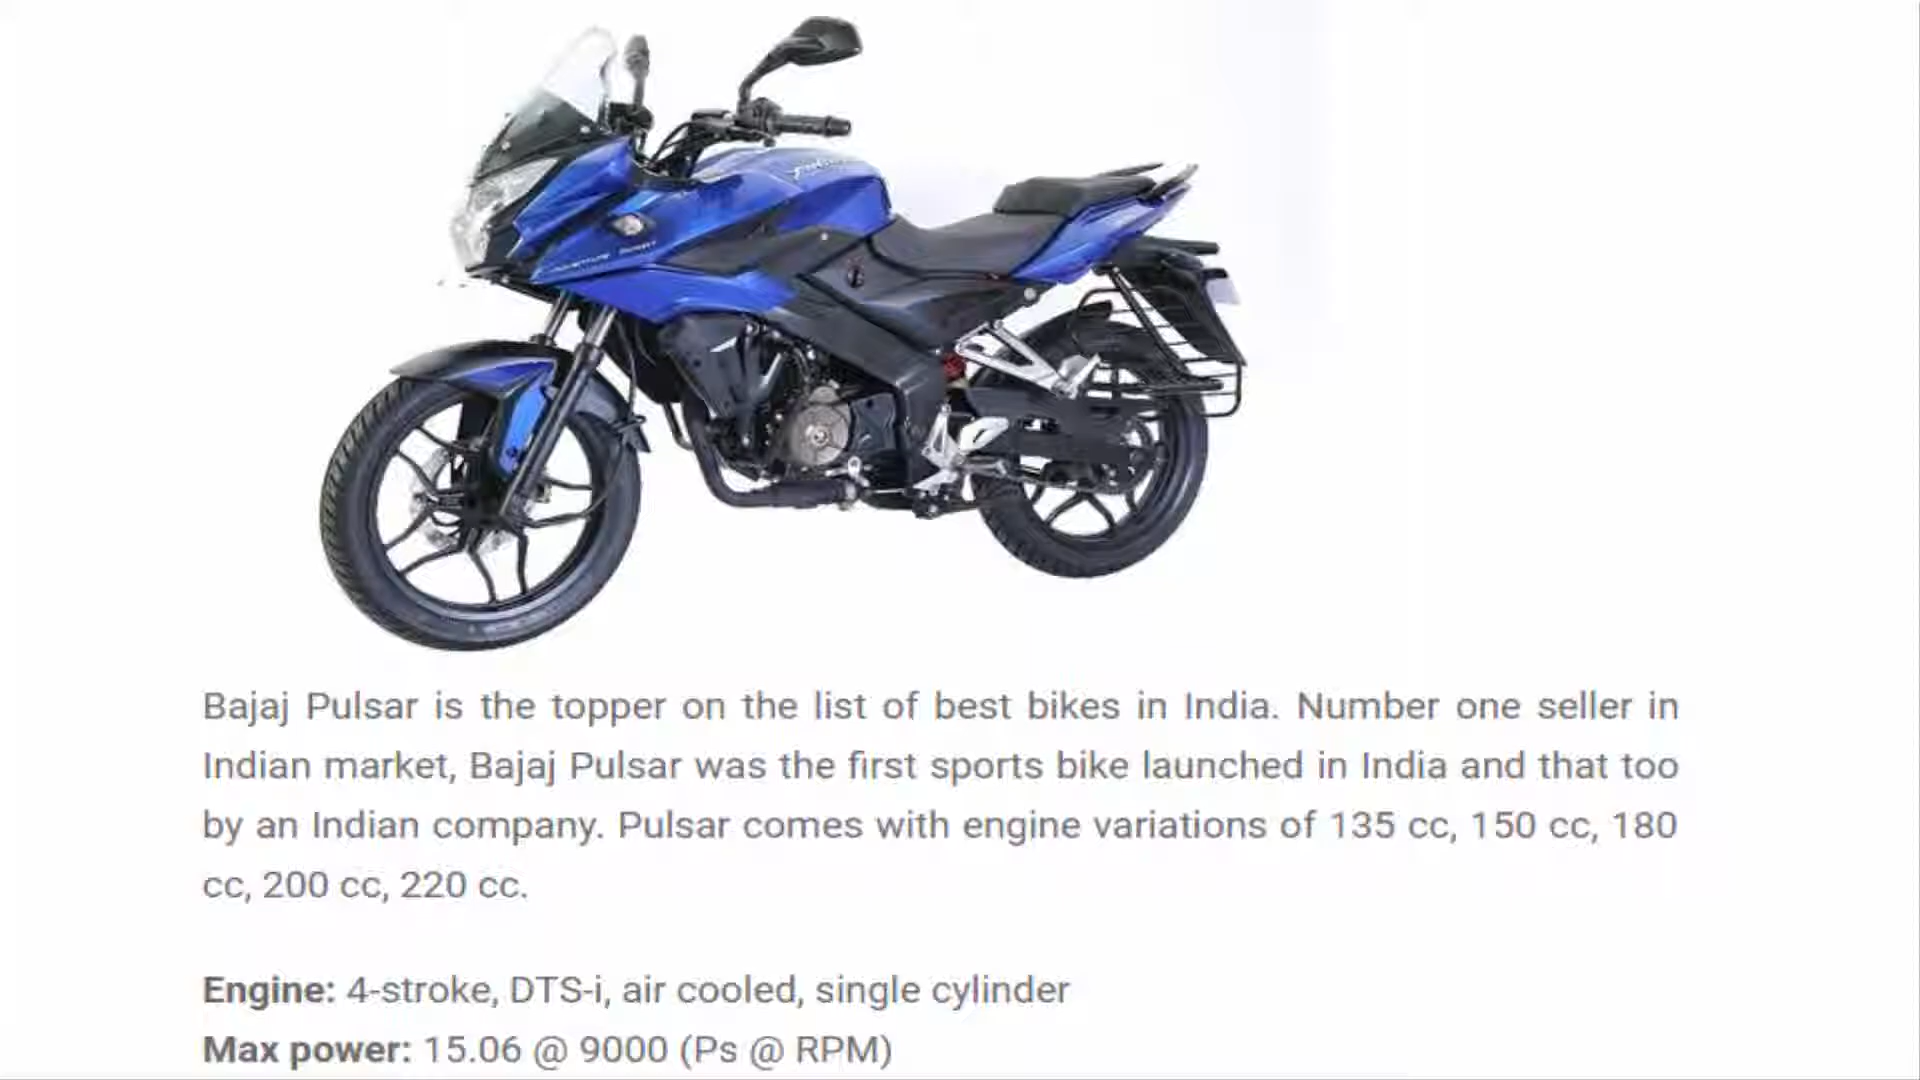 Bajaj Pulsar is the topper on the list of best bikes in India. Number one seller in
Indian market, Bajaj Pulsar was the first sports bike launched in India and that too
by an Indian company. Pulsar comes with engine variations of 135 cc, 150 cc, 180
cc, 200 cc, 220 cc.
Engine: 4-stroke, DTS-i, air cooled, single cylinder
Max power: 15.06 @ 9000 (Ps @ RPM)